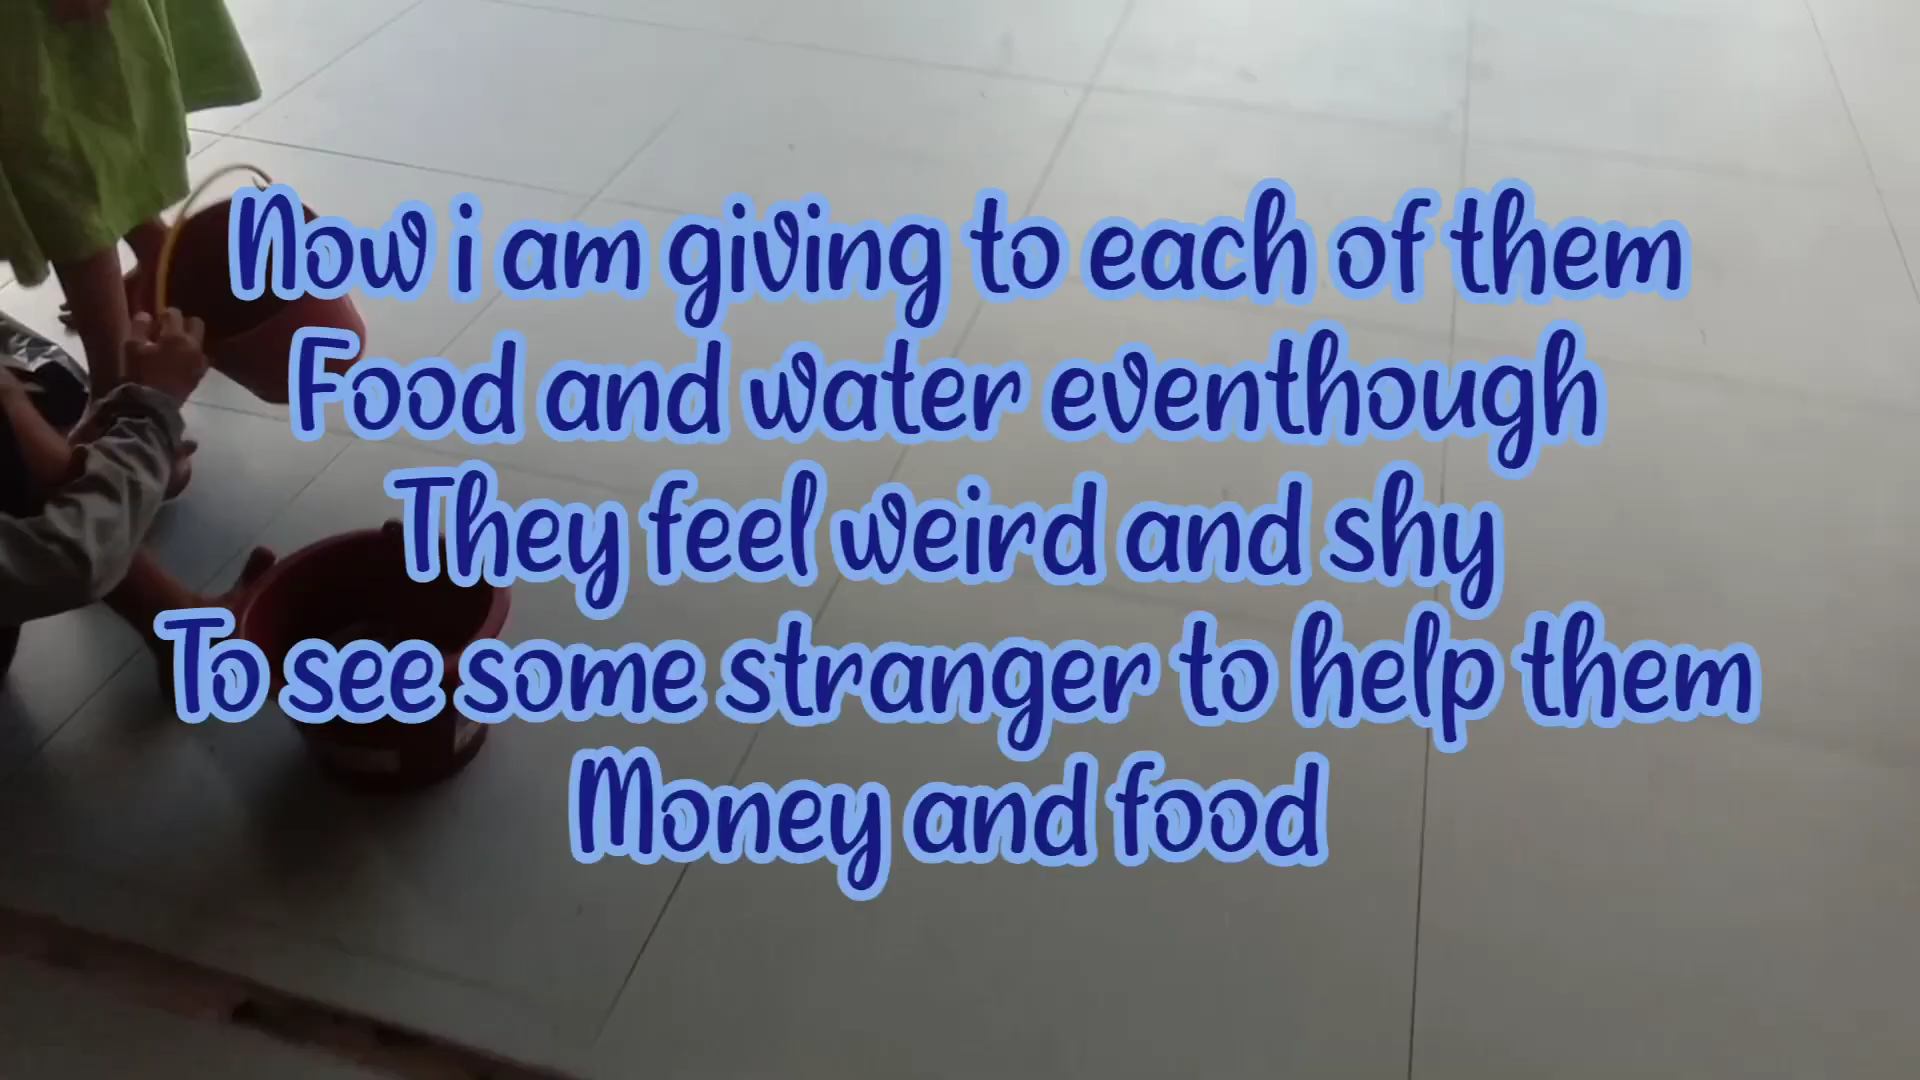 Now i am giving to each of them
Food and water eventhough
They feel weird and shy
To see some stranger to help them
Money and food